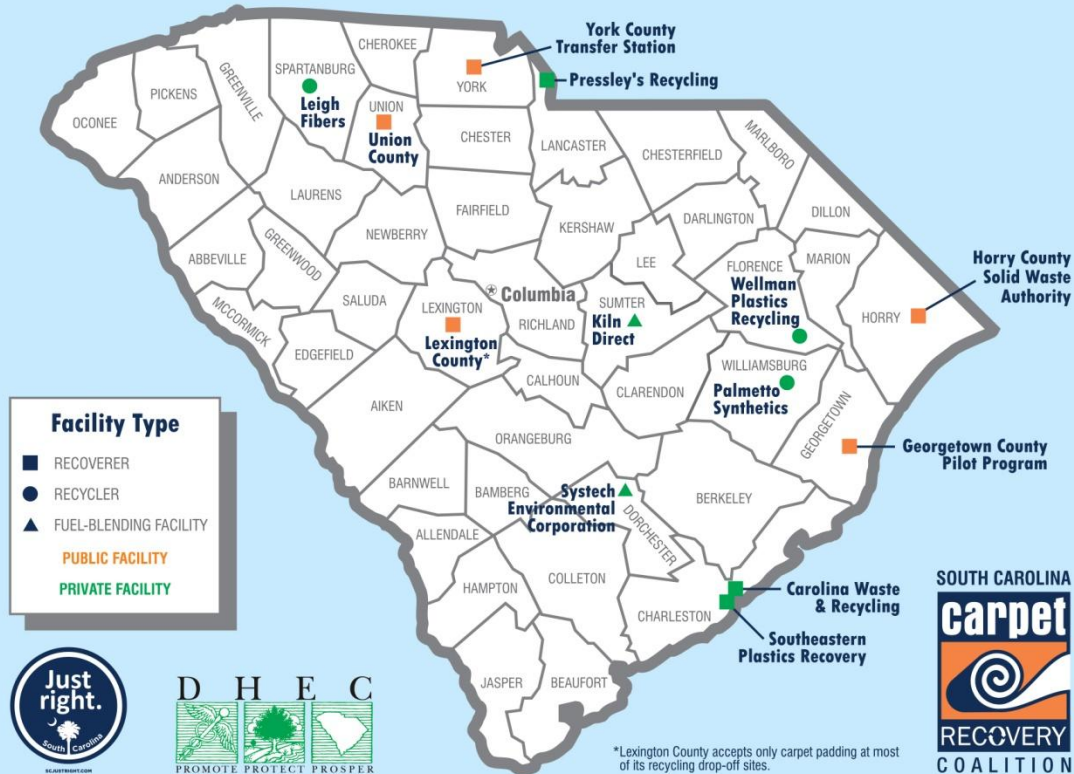 York County
Transfer Station
Pressley's Recycling
CHEROKEE
YORK
SPARTANBURG
Leigh
Fibers
GREENVILLE
PICKENS
OCONEE
UNION
Union
County
CHESTER
LANCASTER
CHESTERFIELD
MARLBORO
ANDERSON
LAURENS
FAIRFIELD
KERSHAW
DARLINGTON
DILLON
NEWBERRY
GREENWOOD
ABBEVILLE
LEE
FLORENCE
Wellman
Plastics
Recycling
MARION
Horry County
Solid Waste
Authority
HORRY
MCCORMICK
SALUDA
LEXINGTON
Lexington
County*
Columbia
RICHLAND
SUMTER
Kiln
Direct
EDGEFIELD
CALHOUN
CLARENDON
WILLIAMSBURG
Palmetto
Synthetics
GEORGETOWN
Georgetown County
Pilot Program
AIKEN
ORANGEBURG
BARNWELL
BAMBERG
Systech
Environmental
Corporation
DORCHESTER
BERKELEY
ALLENDALE
HAMPTON
COLLETON
CHARLESTON
Carolina Waste
& Recycling
Southeastern
Plastics Recovery
JASPER
BEAUFORT
Facility Type
RECOVERER
RECYCLER
FUEL-BLENDING FACILITY
PUBLIC FACILITY
PRIVATE FACILITY
Just
right.
South Carolina
SCJUSTRIGHT.COM
DHEC
PROMOTE PROTECT PROSPER
*Lexington County accepts only carpet padding at most
of its recycling drop-off sites.
SOUTH CAROLINA
carpet
RECOVERY
COALITION